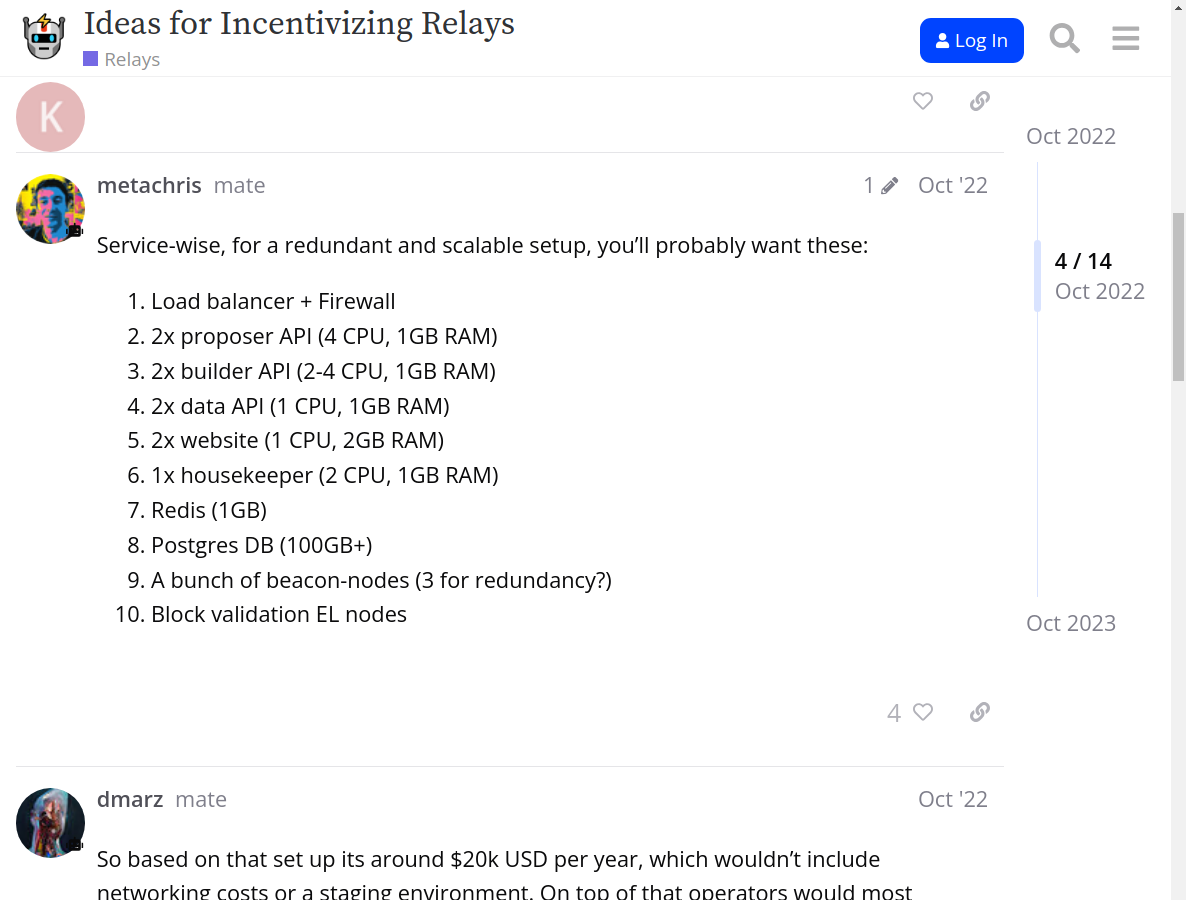 Ideas for Incentivizing Relays
Relays
Log In
K
Oct 2022
metachris mate
1 Oct '22
Service-wise, for a redundant and scalable setup, you’ll probably want these:
4 / 14
Oct 2022
1. Load balancer + Firewall
2. 2x proposer API (4 CPU, 1GB RAM)
3. 2x builder API (2-4 CPU, 1GB RAM)
4. 2x data API (1 CPU, 1GB RAM)
5. 2x website (1 CPU, 2GB RAM)
6. 1x housekeeper (2 CPU, 1GB RAM)
7. Redis (1GB)
8. Postgres DB (100GB+)
9. A bunch of beacon-nodes (3 for redundancy?)
10. Block validation EL nodes
Oct 2023
4
dmarz mate
Oct '22
So based on that set up its around $20k USD per year, which wouldn’t include
networking costs or a staging environment. On top of that operators would most